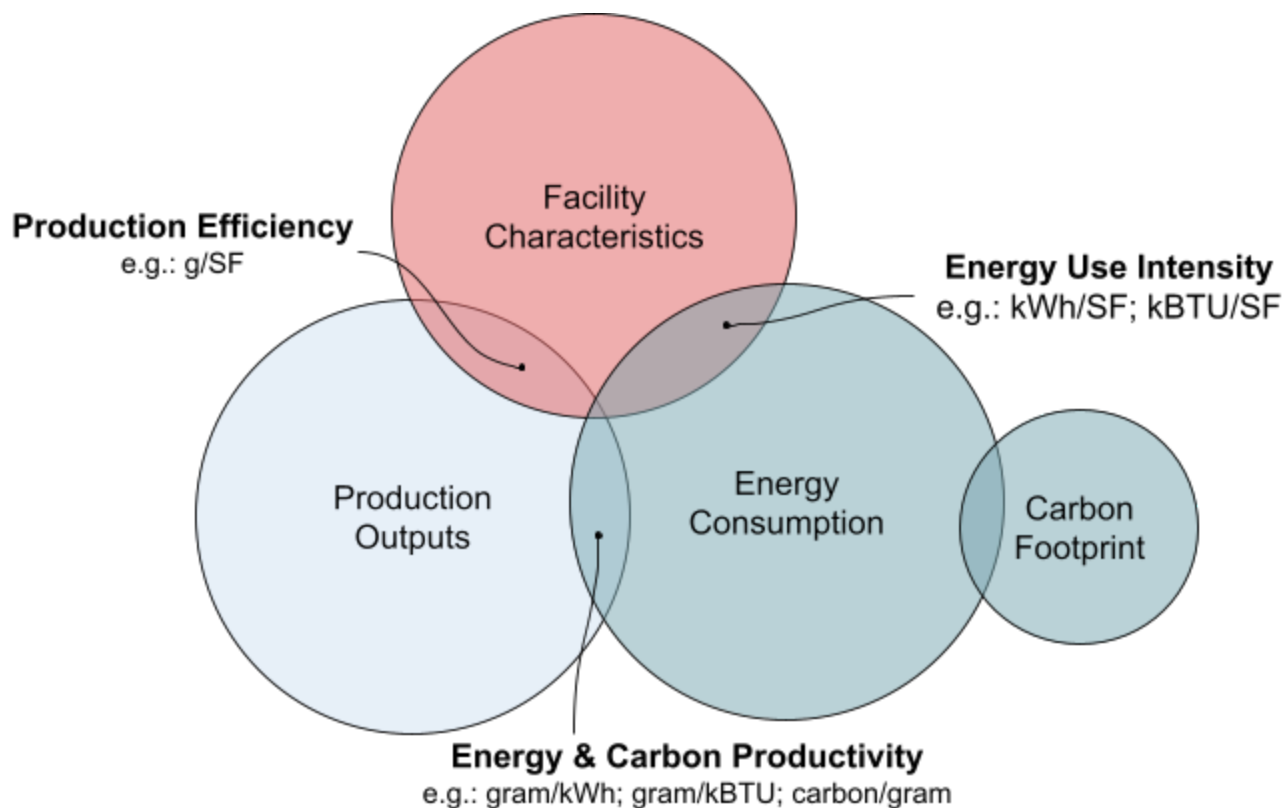 Facility
Characteristics
Production Efficiency
e.g.: g/SF
Energy Use Intensity
e.g.: kWh/SF; kBTU/SF
Production
Outputs
Energy
Consumption
Carbon
Footprint
Energy & Carbon Productivity
e.g.: gram/kWh; gram/kBTU; carbon/gram